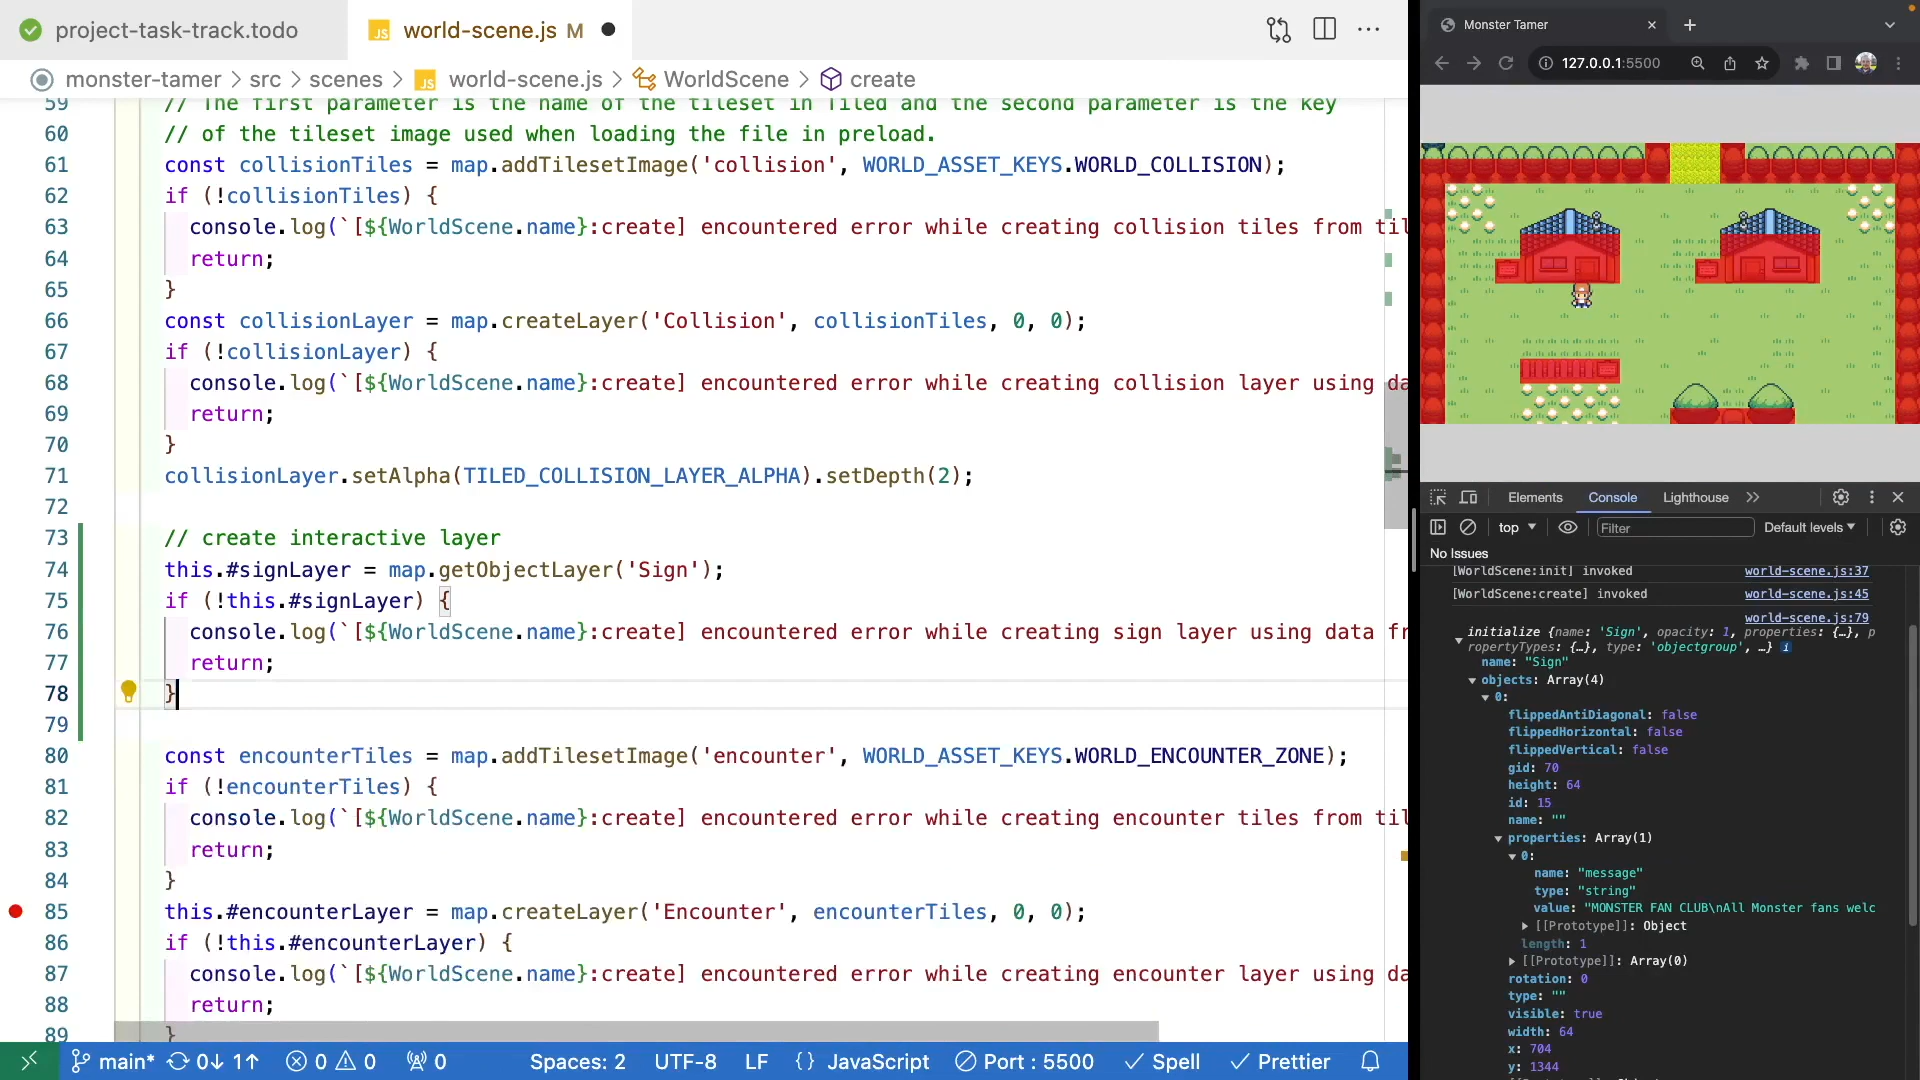 project-task-track.todo
JS world-scene.js M
monster-tamer > src > scenes > JS world-scene.js > WorldScene > create
59 // The first parameter is the name of the tileset in Tiled and the second parameter is the key
60 // of the tileset image used when loading the file in preload.
61 const collisionTiles = map.addTilesetImage('collision', WORLD_ASSET_KEYS.WORLD_COLLISION);
62 if (!collisionTiles) {
63 console.log(`[${WorldScene.name}:create] encountered error while creating collision tiles from til
64 return;
65 }
66 const collisionLayer = map.createLayer('Collision', collisionTiles, 0, 0);
67 if (!collisionLayer) {
68 console.log(`[${WorldScene.name}:create] encountered error while creating collision layer using da
69 return;
70 }
71 collisionLayer.setAlpha(TILED_COLLISION_LAYER_ALPHA).setDepth(2);
72
73 // create interactive layer
74 this.#signLayer = map.getObjectLayer('Sign');
75 if (!this.#signLayer) {
76 console.log(`[${WorldScene.name}:create] encountered error while creating sign layer using data fr
77 return;
78 }
79
80 const encounterTiles = map.addTilesetImage('encounter', WORLD_ASSET_KEYS.WORLD_ENCOUNTER_ZONE);
81 if (!encounterTiles) {
82 console.log(`[${WorldScene.name}:create] encountered error while creating encounter tiles from til
83 return;
84 }
85 this.#encounterLayer = map.createLayer('Encounter', encounterTiles, 0, 0);
86 if (!this.#encounterLayer) {
87 console.log(`[${WorldScene.name}:create] encountered error while creating encounter layer using da
88 return;
89 }
main* 0↓ 1↑ 0 0 0 Spaces: 2 UTF-8 LF {} JavaScript Port : 5500 Spell Prettier
Monster Tamer
127.0.0.1:5500
Elements Console Lighthouse
top Filter Default levels
No Issues
[WorldScene:init] invoked world-scene.js:37
[WorldScene:create] invoked world-scene.js:45
world-scene.js:79
initialize {name: 'Sign', opacity: 1, properties: {…}, p
ropertyTypes: {…}, type: 'objectgroup', …} i
name: "Sign"
objects: Array(4)
0:
flippedAntiDiagonal: false
flippedHorizontal: false
flippedVertical: false
gid: 70
height: 64
id: 15
name: ""
properties: Array(1)
0:
name: "message"
type: "string"
value: "MONSTER FAN CLUB\nAll Monster fans welc
[[Prototype]]: Object
length: 1
[[Prototype]]: Array(0)
rotation: 0
type: ""
visible: true
width: 64
x: 704
y: 1344